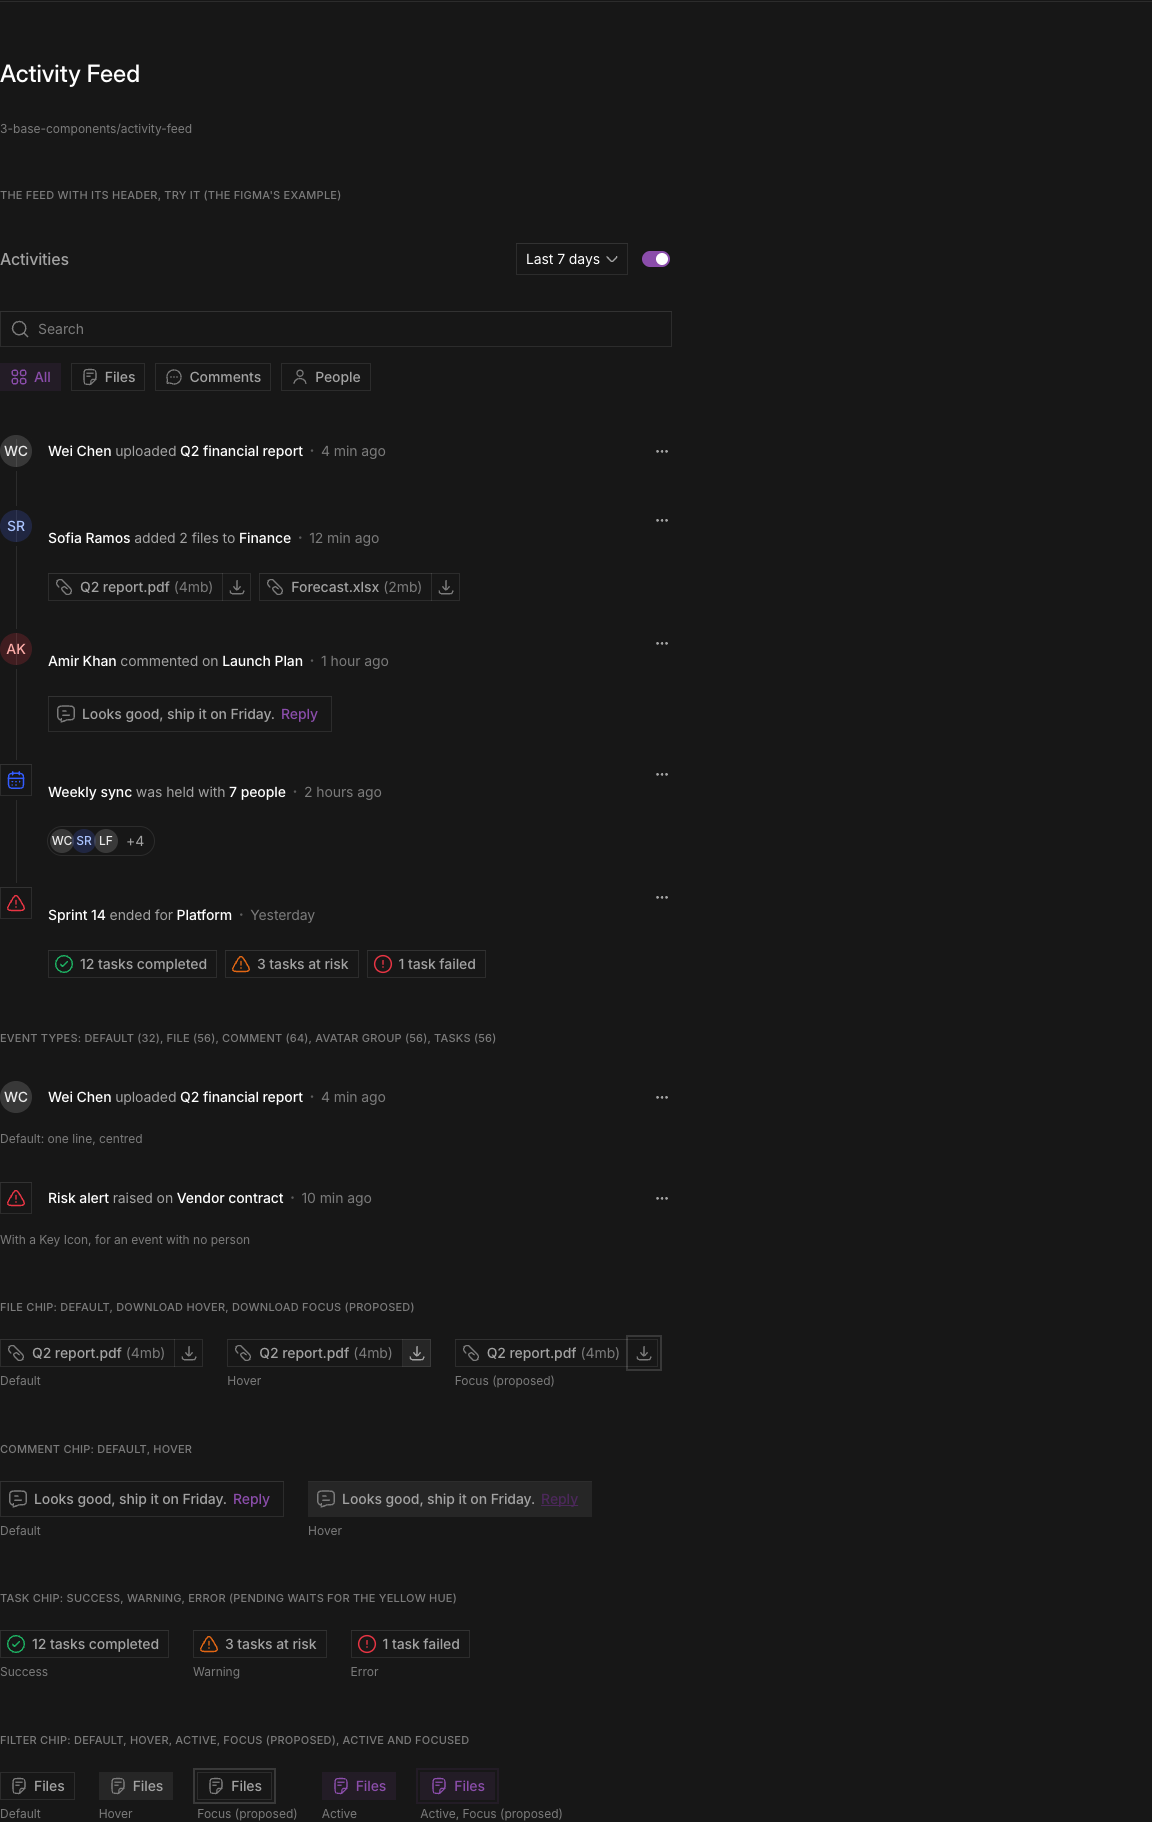 Activity Feed
3-base-components/activity-feed
THE FEED WITH ITS HEADER, TRY IT (THE FIGMA'S EXAMPLE)
Activities Last 7 days
Search
All Files Comments People
WC Wei Chen uploaded Q2 financial report · 4 min ago
SR Sofia Ramos added 2 files to Finance · 12 min ago
Q2 report.pdf (4mb) Forecast.xlsx (2mb)
AK Amir Khan commented on Launch Plan · 1 hour ago
Looks good, ship it on Friday. Reply
Weekly sync was held with 7 people · 2 hours ago
WC SR LF +4
Sprint 14 ended for Platform · Yesterday
12 tasks completed 3 tasks at risk 1 task failed
EVENT TYPES: DEFAULT (32), FILE (56), COMMENT (64), AVATAR GROUP (56), TASKS (56)
WC Wei Chen uploaded Q2 financial report · 4 min ago
Default: one line, centred
Risk alert raised on Vendor contract · 10 min ago
With a Key Icon, for an event with no person
FILE CHIP: DEFAULT, DOWNLOAD HOVER, DOWNLOAD FOCUS (PROPOSED)
Q2 report.pdf (4mb) Q2 report.pdf (4mb) Q2 report.pdf (4mb)
Default Hover Focus (proposed)
COMMENT CHIP: DEFAULT, HOVER
Looks good, ship it on Friday. Reply Looks good, ship it on Friday. Reply
Default Hover
TASK CHIP: SUCCESS, WARNING, ERROR (PENDING WAITS FOR THE YELLOW HUE)
12 tasks completed 3 tasks at risk 1 task failed
Success Warning Error
FILTER CHIP: DEFAULT, HOVER, ACTIVE, FOCUS (PROPOSED), ACTIVE AND FOCUSED
Files Files Files Files Files
Default Hover Focus (proposed) Active Active, Focus (proposed)